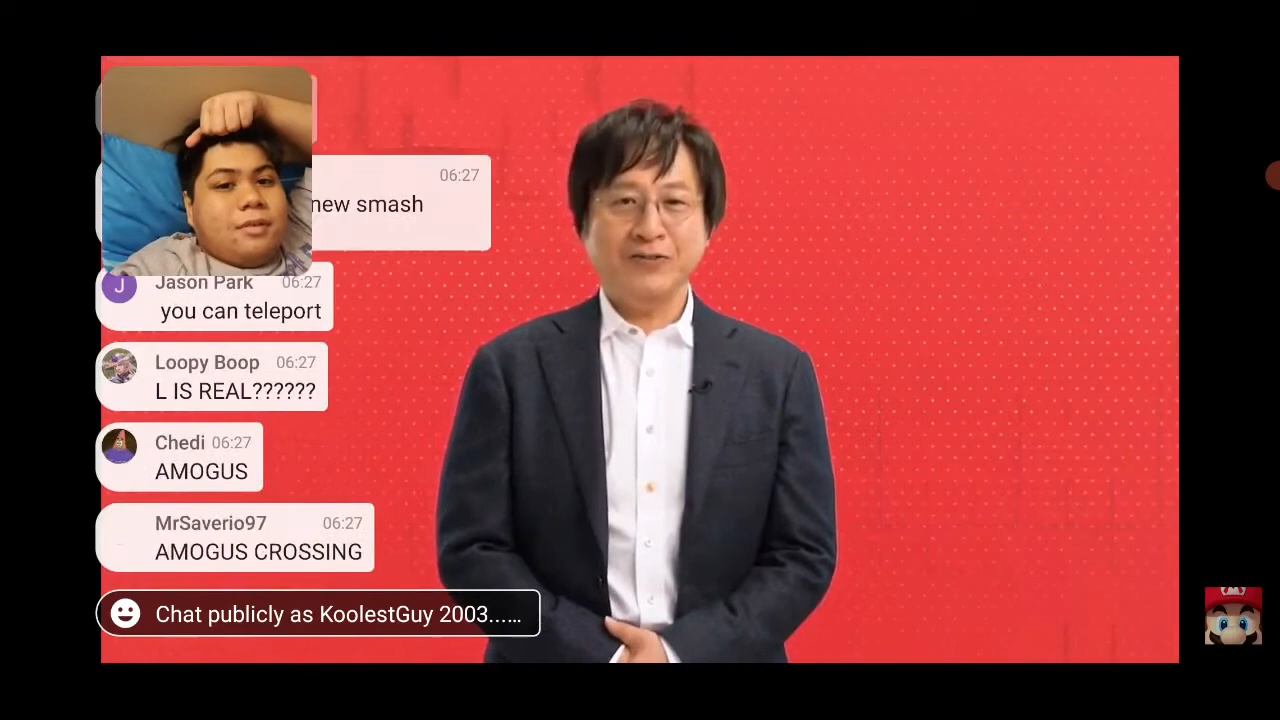 06:27
new smash
Jason Park 06:27
you can teleport
Loopy Boop 06:27
L IS REAL??????
Chedi 06:27
AMOGUS
MrSaverio97 06:27
AMOGUS CROSSING
Chat publicly as KoolestGuy 2003......